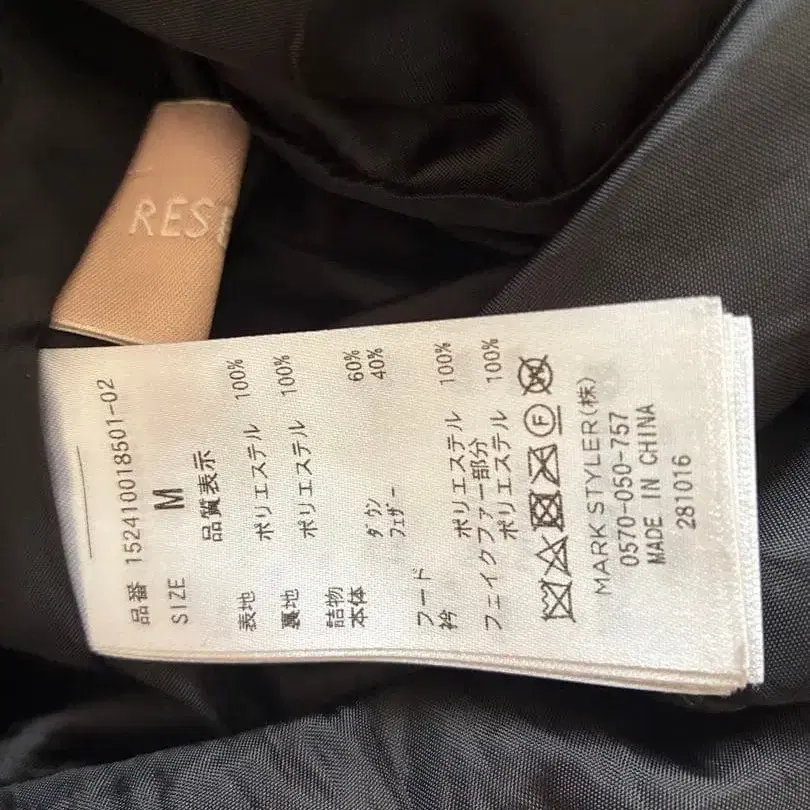 RES
品番 152410018501-02
SIZE M
品質表示
表地 ポリエステル 100%
裏地 ポリエステル 100%
詰物
本体 ダウン 60%
フェザー 40%
フード
衿 ポリエステル 100%
フェイクファー部分
ポリエステル 100%
F W
MARK STYLER(株)
0570-050-757
MADE IN CHINA
281016